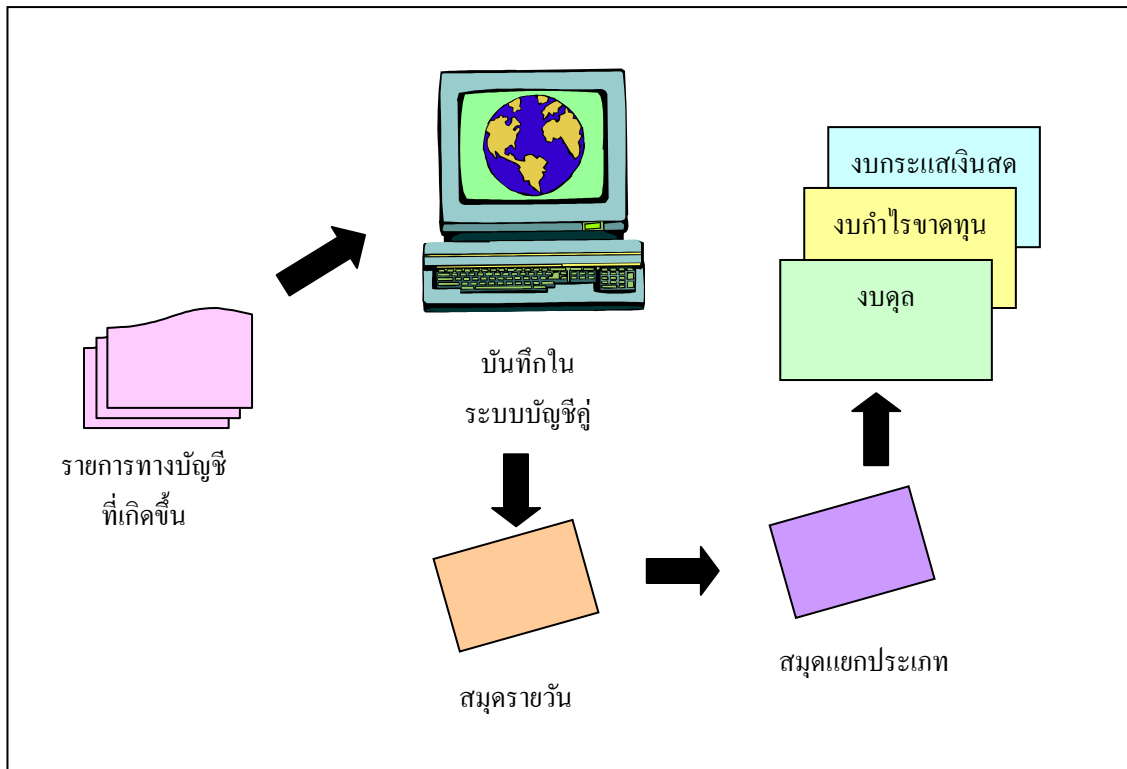 รายการทางบัญชี
ที่เกิดขึ้น
บันทึกใน
ระบบบัญชีคู่
สมุดรายวัน
สมุดแยกประเภท
งบกระแสเงินสด
งบกำไรขาดทุน
งบดุล